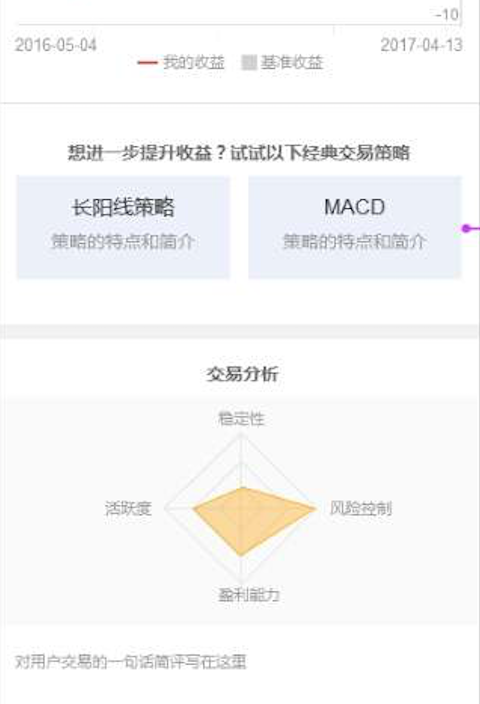 -10
2016-05-04 2017-04-13
我的收益 基准收益
想进一步提升收益？试试以下经典交易策略
长阳线策略 MACD
策略的特点和简介 策略的特点和简介
交易分析
稳定性
活跃度 风险控制
盈利能力
对用户交易的一句话简评写在这里